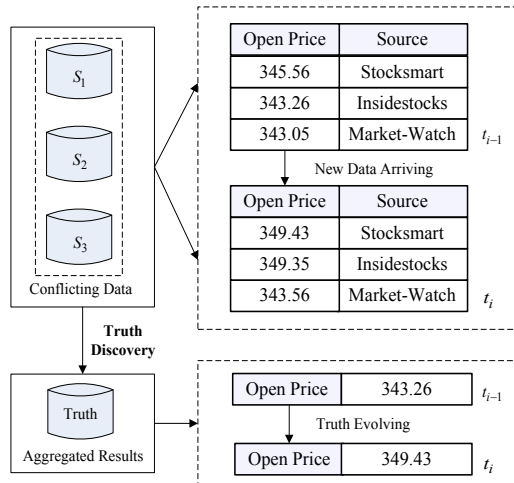 S1
S2
S3
Conflicting Data
Open Price Source
345.56 Stocksmart
343.26 Insidestocks
343.05 Market-Watch
ti-1
New Data Arriving
Open Price Source
349.43 Stocksmart
349.35 Insidestocks
343.56 Market-Watch
ti
Truth
Discovery
Truth
Aggregated Results
Open Price 343.26
ti-1
Truth Evolving
Open Price 349.43
ti